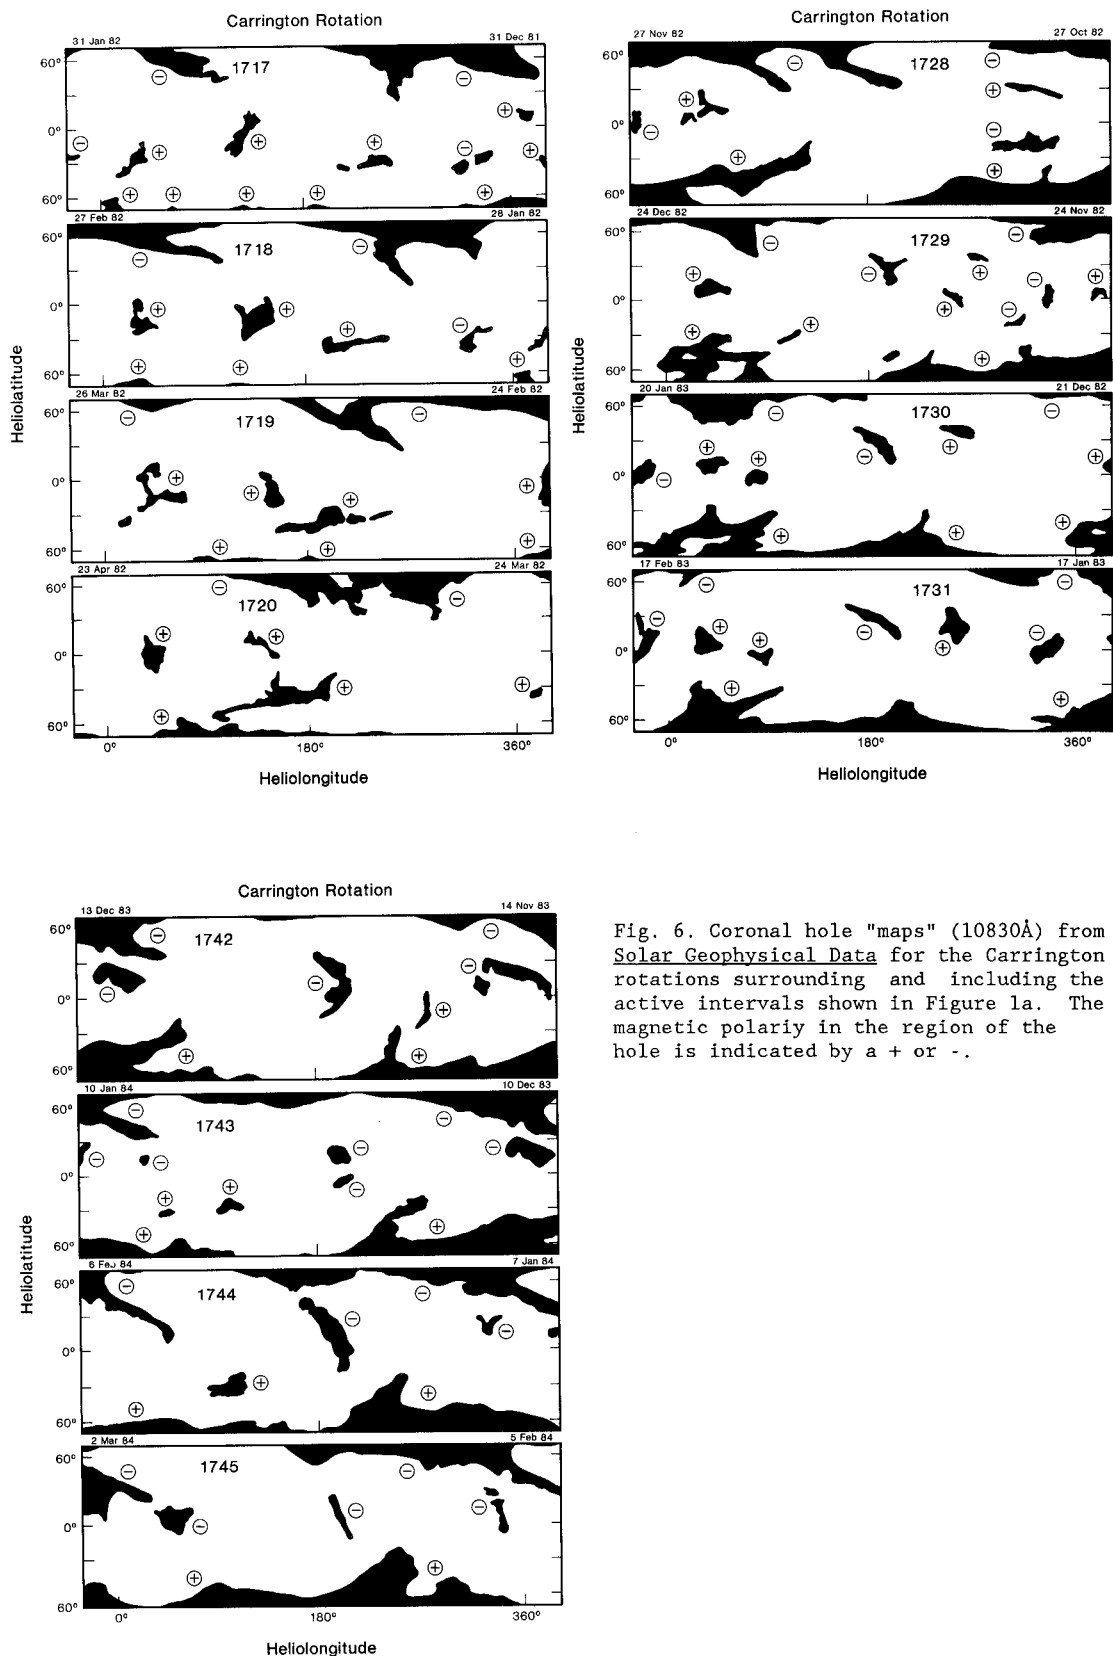 Carrington Rotation
31 Jan 82 31 Dec 81
1717
60°
0°
60°
27 Feb 82 28 Jan 82
1718
60°
0°
60°
26 Mar 82 24 Feb 82
1719
60°
0°
60°
23 Apr 82 24 Mar 82
1720
60°
0°
60°
0° 180° 360°
Heliolatitude
Heliolongitude
Carrington Rotation
27 Nov 82 27 Oct 82
1728
60°
0°
60°
24 Dec 82 24 Nov 82
1729
60°
0°
60°
20 Jan 83 21 Dec 82
1730
60°
0°
60°
17 Feb 83 17 Jan 83
1731
60°
0°
60°
0° 180° 360°
Heliolatitude
Heliolongitude
Carrington Rotation
13 Dec 83 14 Nov 83
1742
60°
0°
60°
10 Jan 84 10 Dec 83
1743
60°
0°
60°
6 Feb 84 7 Jan 84
1744
60°
0°
60°
2 Mar 84 5 Feb 84
1745
60°
0°
60°
0° 180° 360°
Heliolatitude
Heliolongitude
Fig. 6. Coronal hole "maps" (10830Å) from
Solar Geophysical Data for the Carrington
rotations surrounding and including the
active intervals shown in Figure 1a. The
magnetic polariy in the region of the
hole is indicated by a + or -.